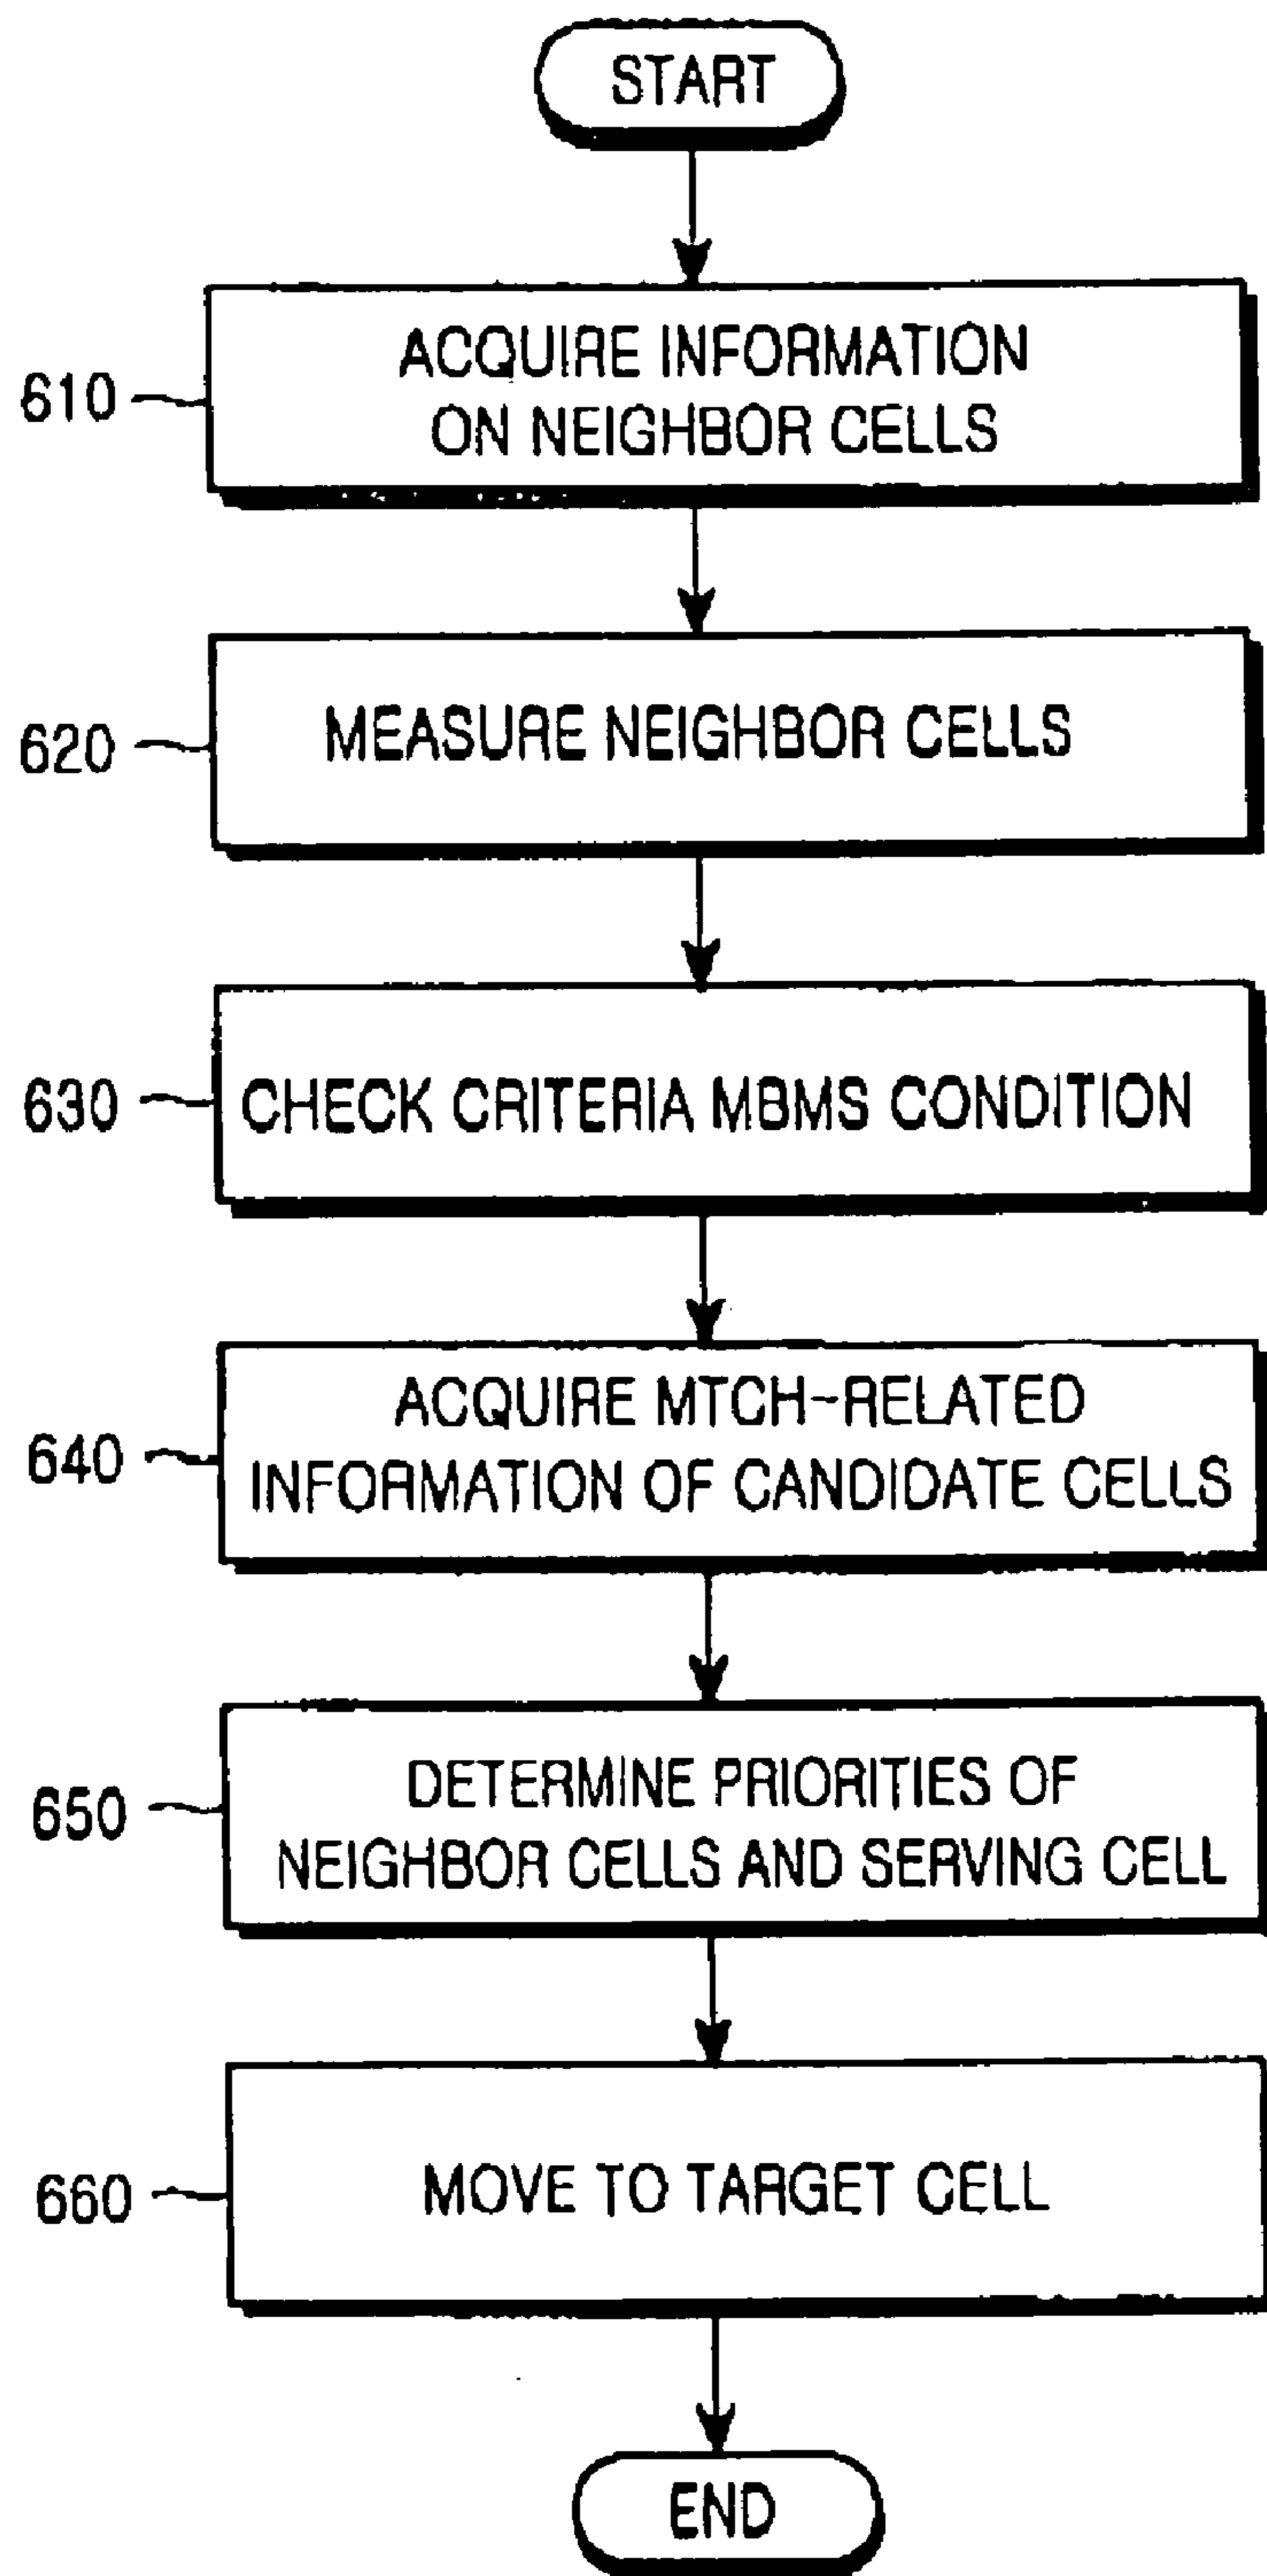 START
610
ACQUIRE INFORMATION
ON NEIGHBOR CELLS
620
MEASURE NEIGHBOR CELLS
630
CHECK CRITERIA MBMS CONDITION
640
ACQUIRE MTCH-RELATED
INFORMATION OF CANDIDATE CELLS
650
DETERMINE PRIORITIES OF
NEIGHBOR CELLS AND SERVING CELL
660
MOVE TO TARGET CELL
END